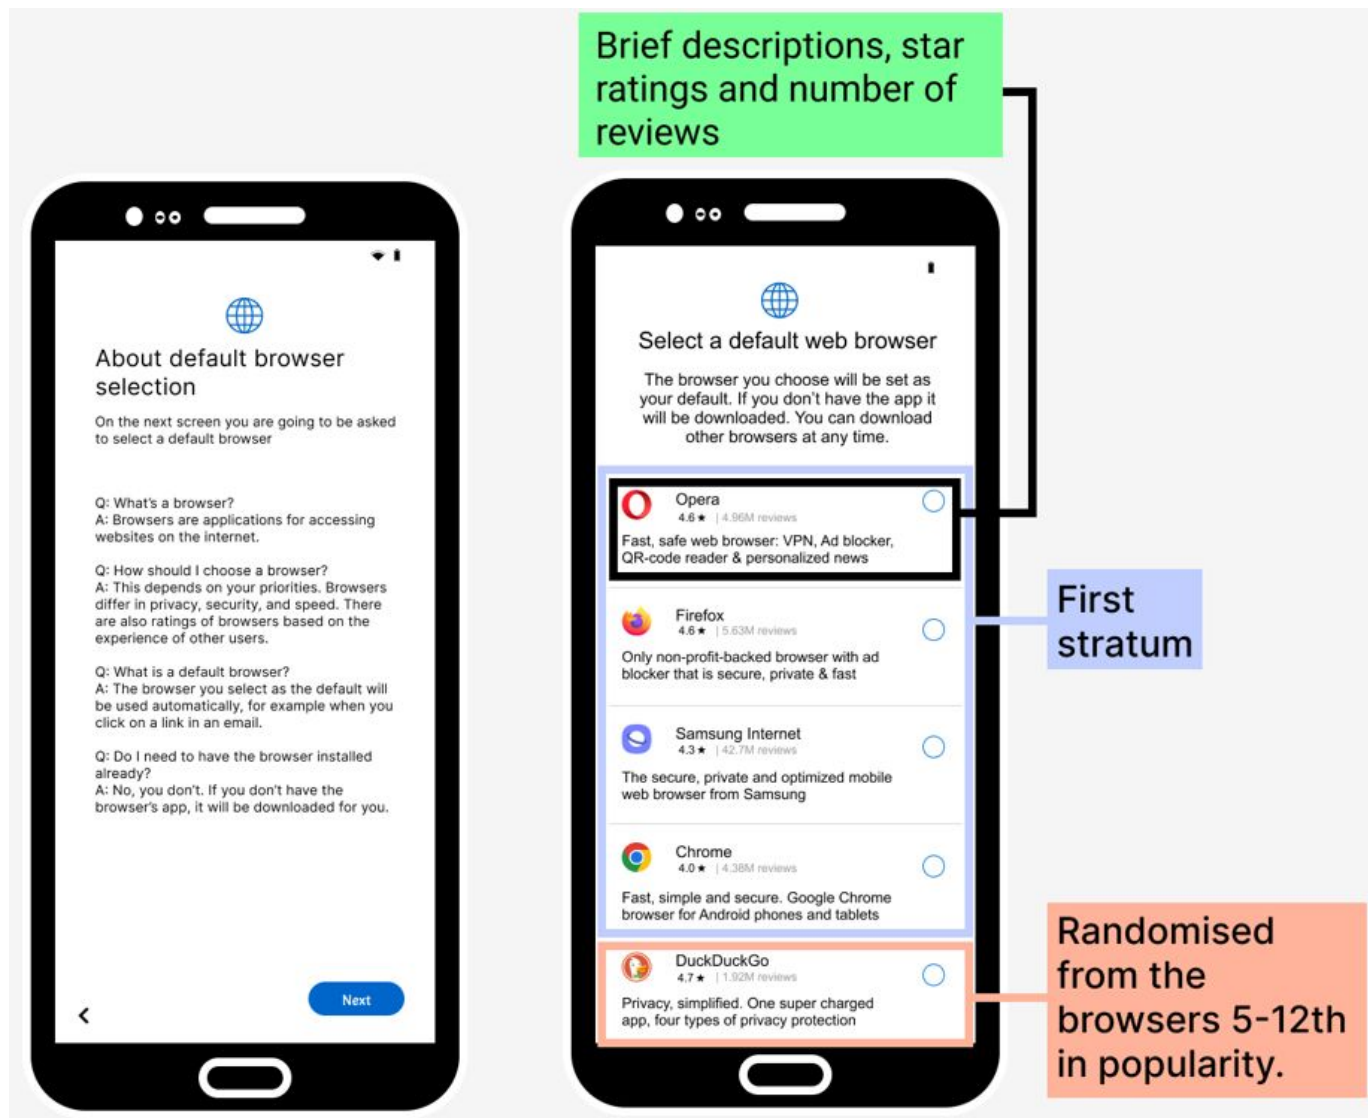 Brief descriptions, star
ratings and number of
reviews
About default browser
selection
On the next screen you are going to be asked
to select a default browser
Q: What's a browser?
A: Browsers are applications for accessing
websites on the internet.
Q: How should I choose a browser?
A: This depends on your priorities. Browsers
differ in privacy, security, and speed. There
are also ratings of browsers based on the
experience of other users.
Q: What is a default browser?
A: The browser you select as the default will
be used automatically, for example when you
click on a link in an email.
Q: Do I need to have the browser installed
already?
A: No, you don't. If you don't have the
browser's app, it will be downloaded for you.
Next
Select a default web browser
The browser you choose will be set as
your default. If you don't have the app it
will be downloaded. You can download
other browsers at any time.
Opera
4.6 ★ | 4.96M reviews
Fast, safe web browser: VPN, Ad blocker,
QR-code reader & personalized news
Firefox
4.6 ★ | 5.63M reviews
Only non-profit-backed browser with ad
blocker that is secure, private & fast
Samsung Internet
4.3 ★ | 42.7M reviews
The secure, private and optimized mobile
web browser from Samsung
Chrome
4.0 ★ | 4.38M reviews
Fast, simple and secure. Google Chrome
browser for Android phones and tablets
DuckDuckGo
4.7 ★ | 1.92M reviews
Privacy, simplified. One super charged
app, four types of privacy protection
First
stratum
Randomised
from the
browsers 5-12th
in popularity.